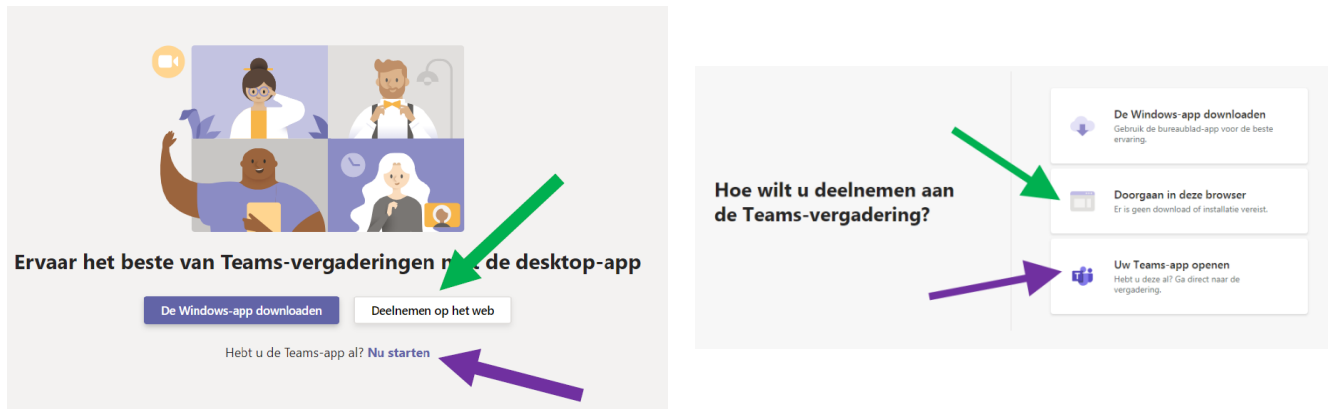 Ervaar het beste van Teams-vergaderingen de desktop-app
De Windows-app downloaden
Deelnemen op het web
Hebt u de Teams-app al? Nu starten
Hoe wilt u deelnemen aan
de Teams-vergadering?
De Windows-app downloaden
Gebruik de bureaublad-app voor de beste
ervaring.
Doorgaan in deze browser
Er is geen download of installatie vereist.
Uw Teams-app openen
Hebt u deze al? Ga direct naar de
vergadering.